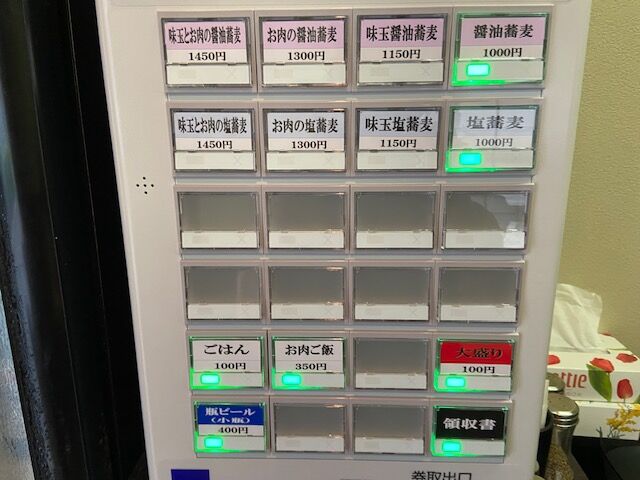 味玉とお肉の醤油蕎麦 お肉の醤油蕎麦 味玉醤油蕎麦 醤油蕎麦
1450円 1300円 1150円 1000円
味玉とお肉の塩蕎麦 お肉の塩蕎麦 味玉塩蕎麦 塩蕎麦
1450円 1300円 1150円 1000円
ごはん お肉ご飯 大盛り
100円 350円 100円
瓶ビール
(小瓶) 領収書
400円
券取出口
ttie